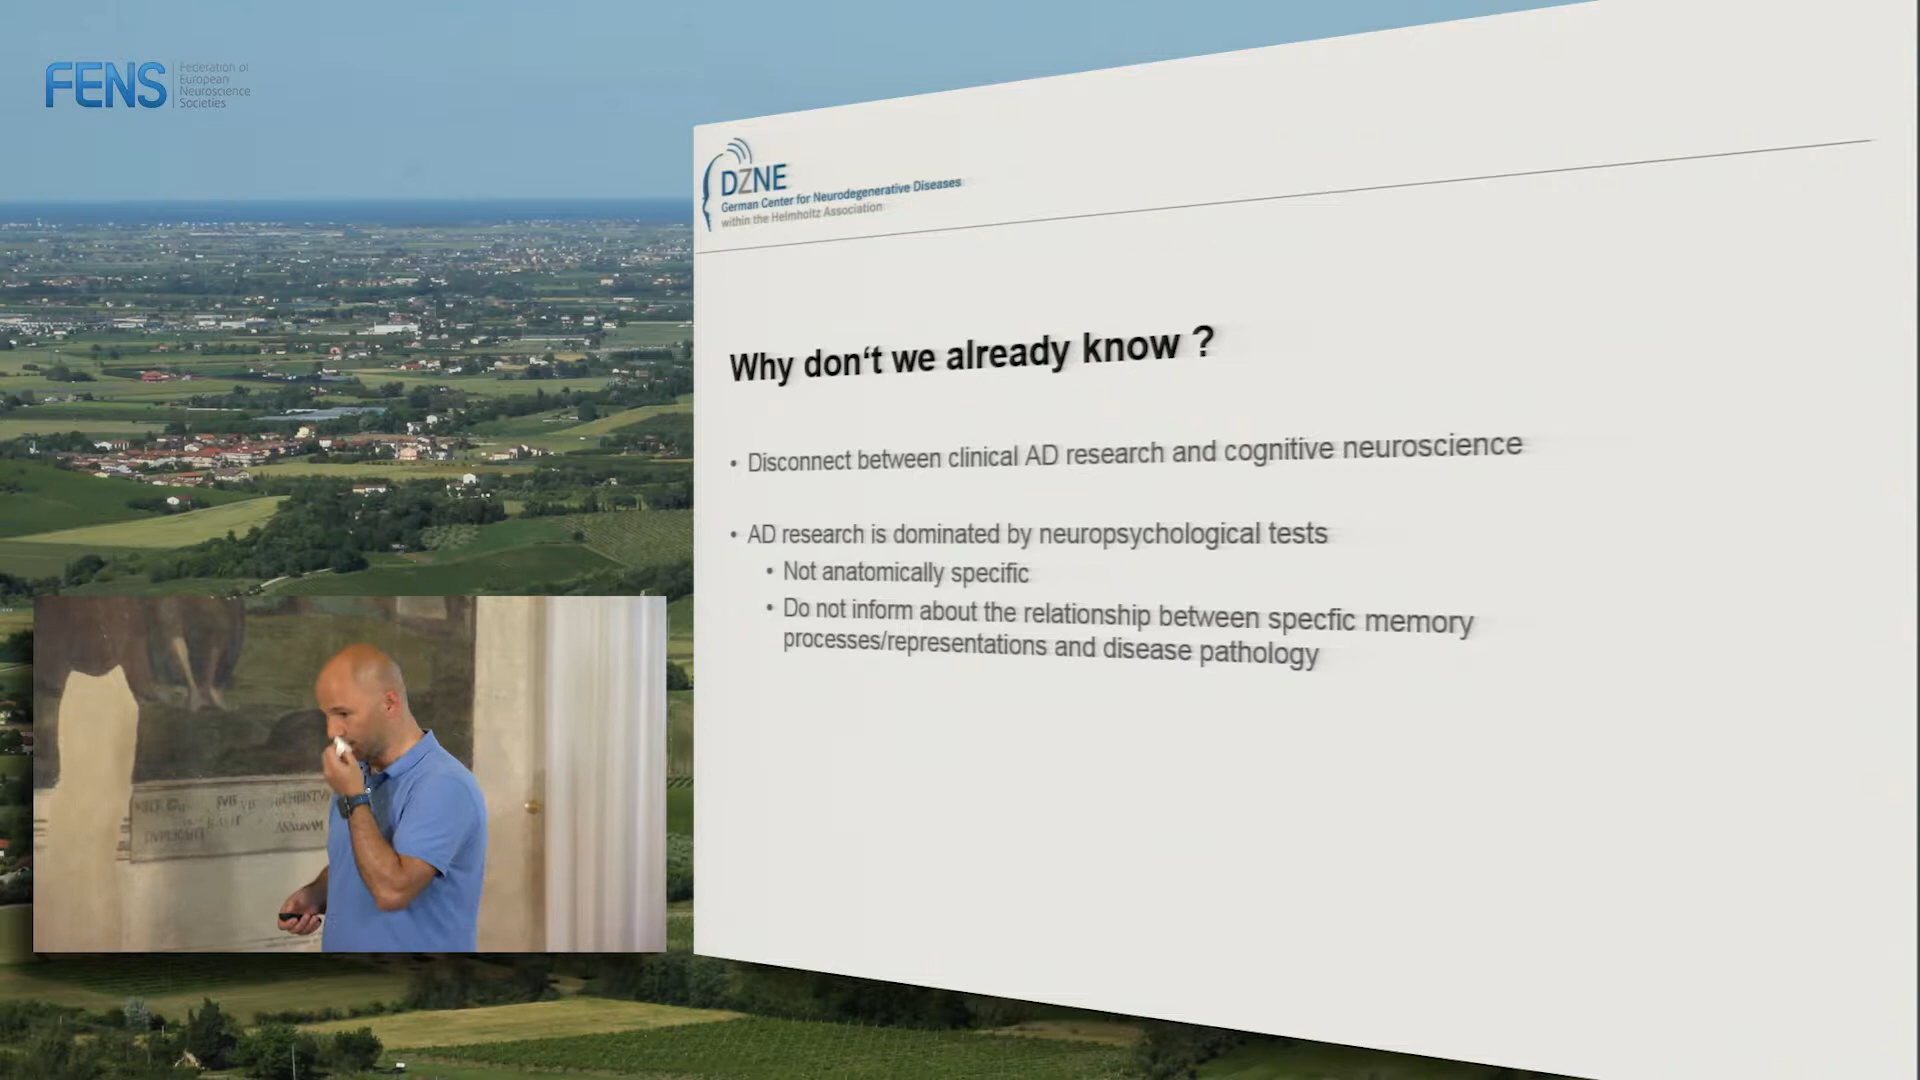 FENS
Federation of
European
Neuroscience
Societies
DZNE
German Center for Neurodegenerative Diseases
within the Helmholtz Association
Why don‘t we already know ?
• Disconnect between clinical AD research and cognitive neuroscience
• AD research is dominated by neuropsychological tests
• Not anatomically specific
• Do not inform about the relationship between specfic memory
processes/representations and disease pathology